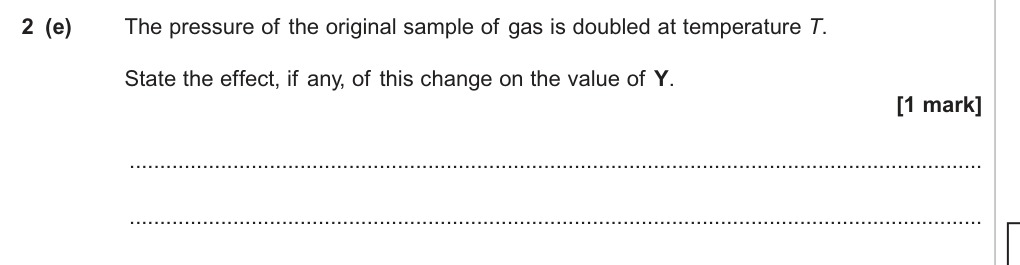 2 (e) The pressure of the original sample of gas is doubled at temperature T.
State the effect, if any, of this change on the value of Y.
[1 mark]